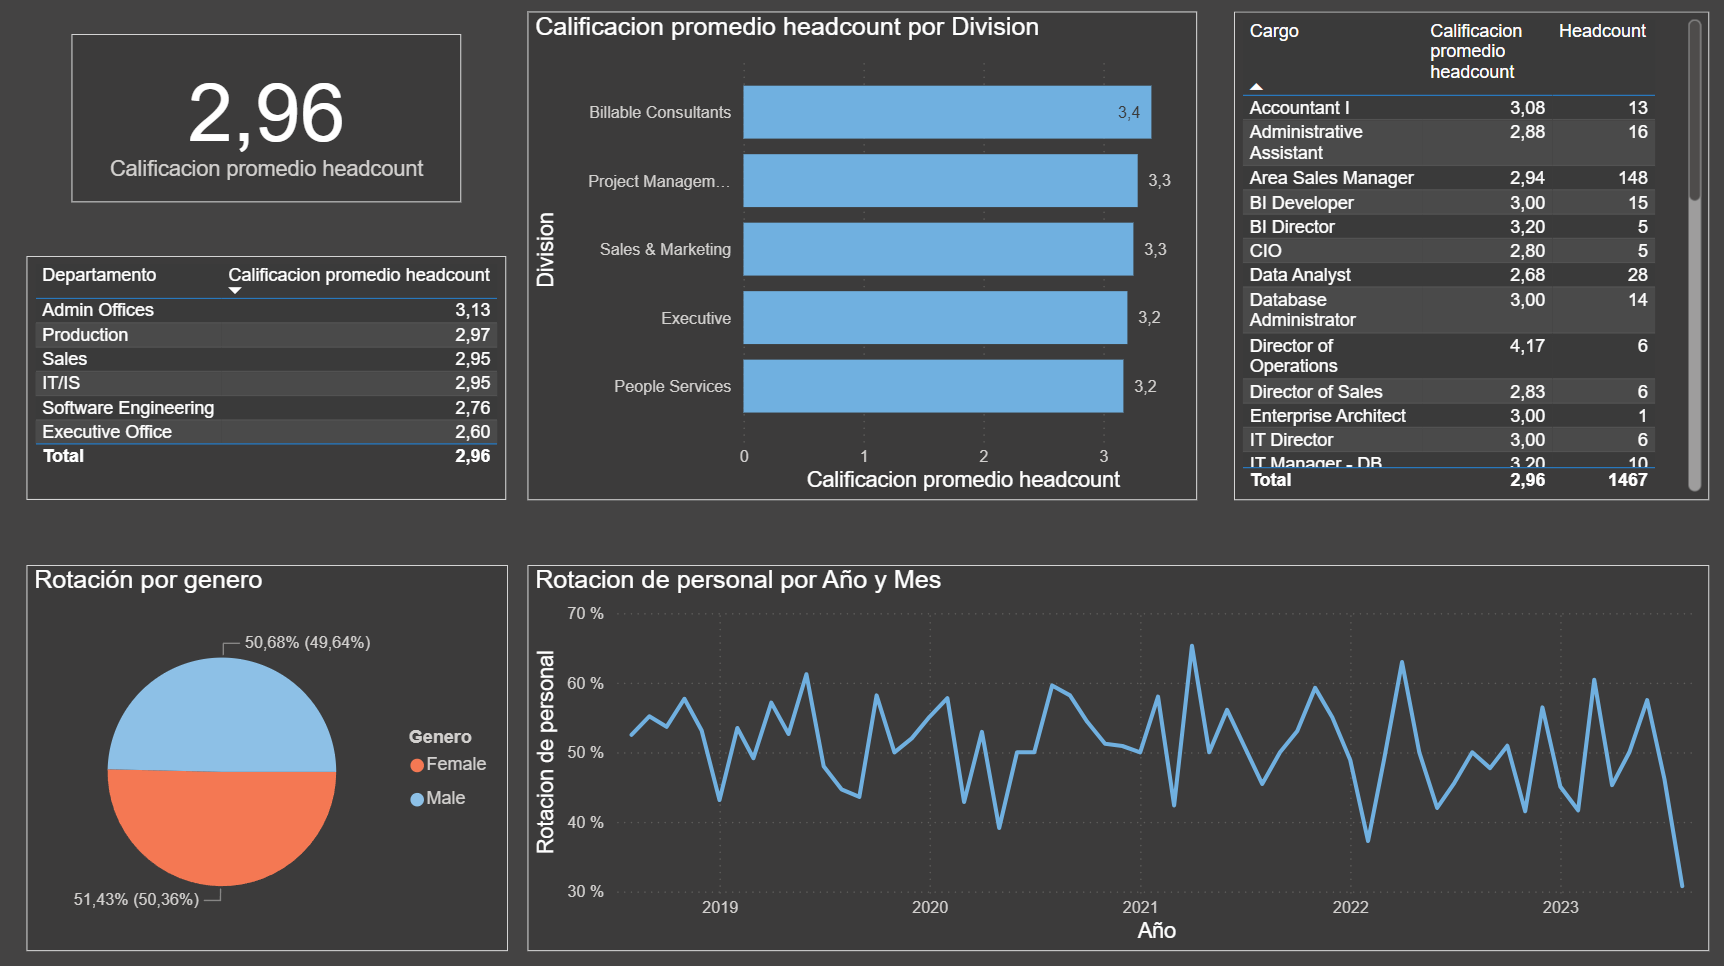 2,96
Calificacion promedio headcount
Calificacion promedio headcount por Division
Division
Billable Consultants 3,4
Project Managem... 3,3
Sales & Marketing 3,3
Executive 3,2
People Services 3,2
0 1 2 3
Calificacion promedio headcount
Cargo Calificacion promedio headcount Headcount
Accountant I 3,08 13
Administrative Assistant 2,88 16
Area Sales Manager 2,94 148
BI Developer 3,00 15
BI Director 3,20 5
CIO 2,80 5
Data Analyst 2,68 28
Database Administrator 3,00 14
Director of Operations 4,17 6
Director of Sales 2,83 6
Enterprise Architect 3,00 1
IT Director 3,00 6
IT Manager - DB 3,20 10
Total 2,96 1467
Departamento Calificacion promedio headcount
Admin Offices 3,13
Production 2,97
Sales 2,95
IT/IS 2,95
Software Engineering 2,76
Executive Office 2,60
Total 2,96
Rotación por genero
50,68% (49,64%)
51,43% (50,36%)
Genero
Female
Male
Rotacion de personal por Año y Mes
Rotacion de personal
70 %
60 %
50 %
40 %
30 %
2019 2020 2021 2022 2023
Año